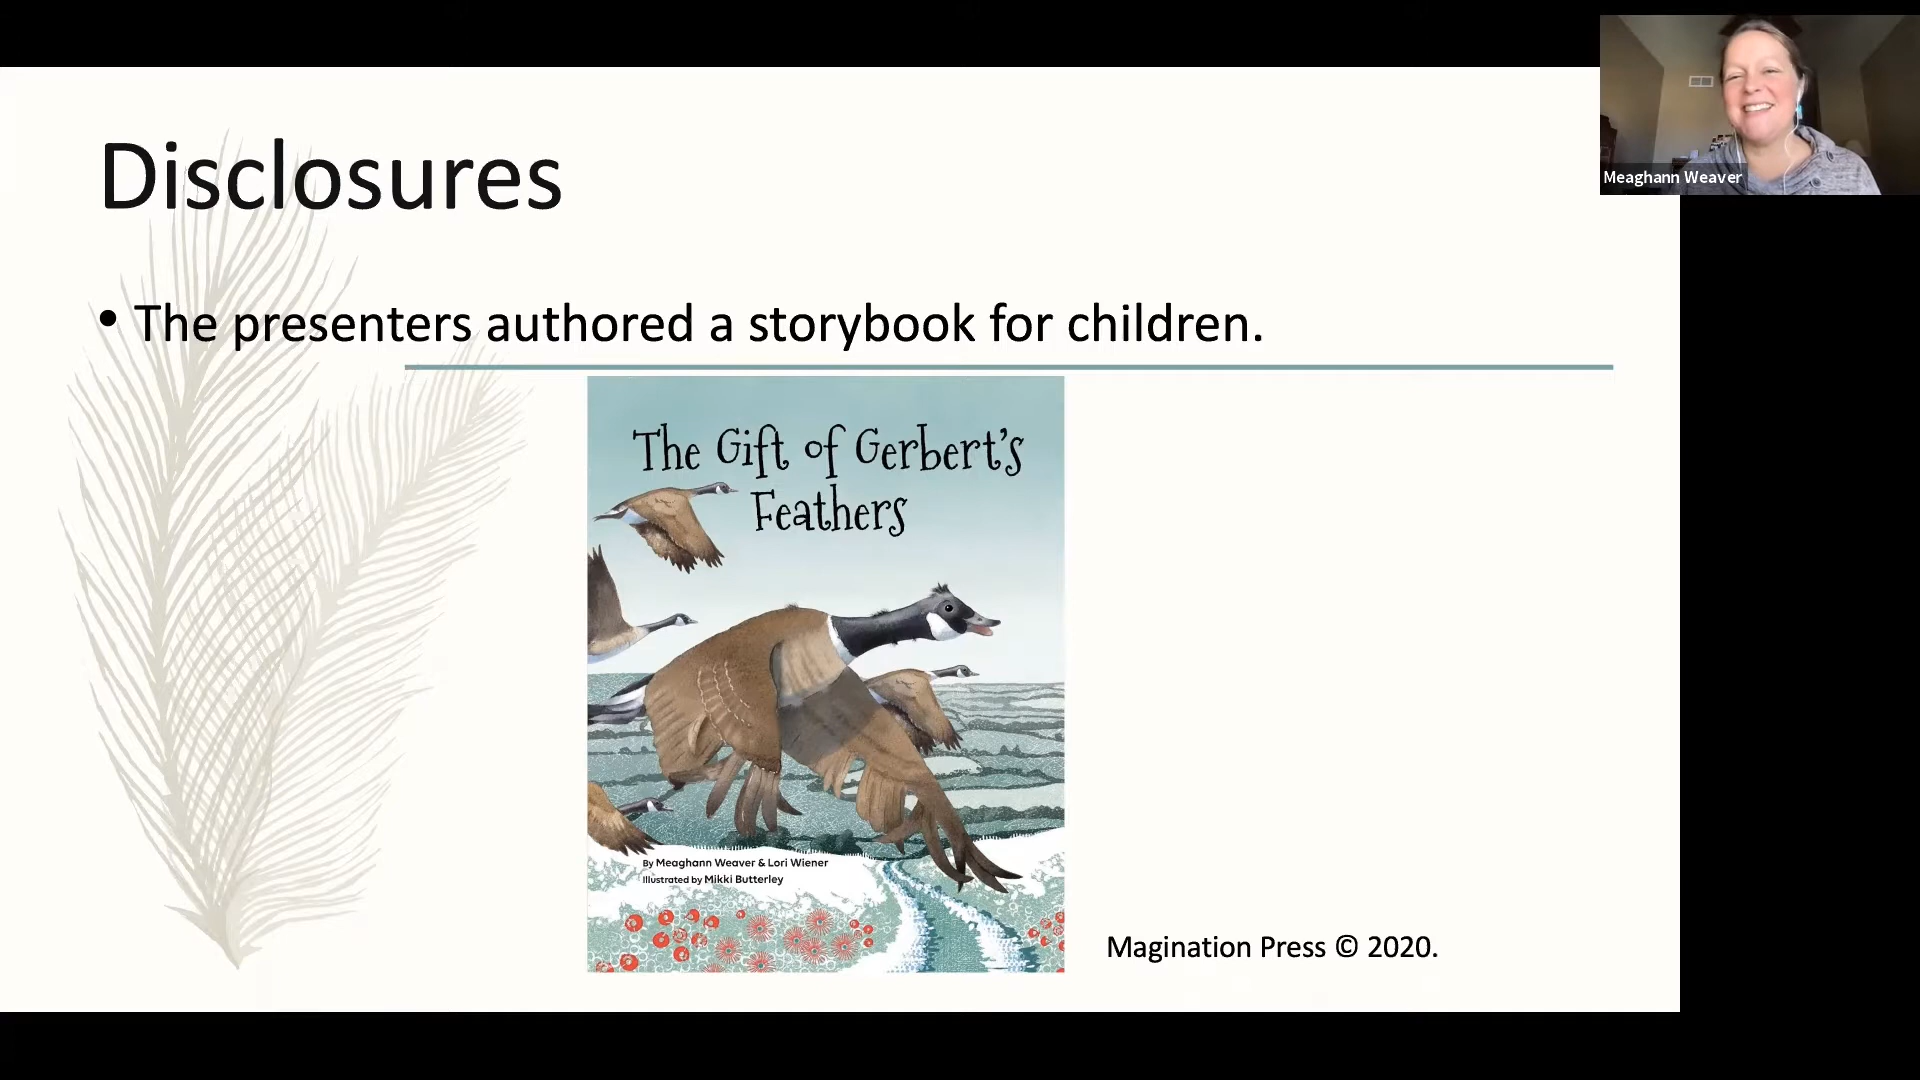 Disclosures
• The presenters authored a storybook for children.
The Gift of Gerbert's
Feathers
By Meaghann Weaver & Lori Wiener
Illustrated by Mikki Butterley
Magination Press © 2020.
Meaghann Weaver